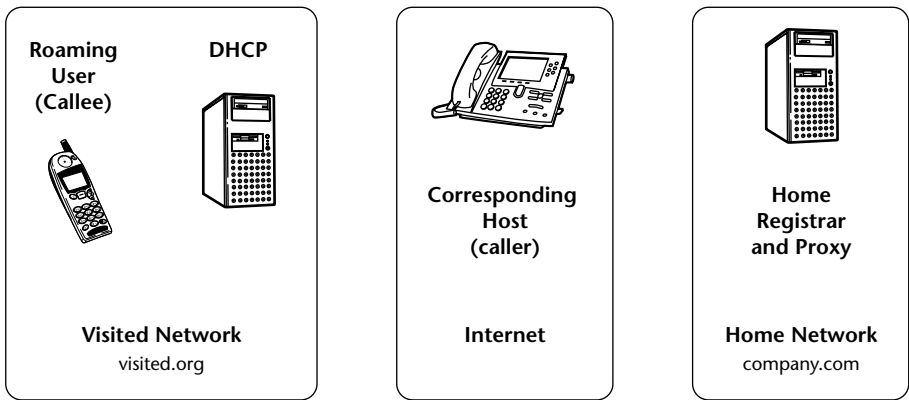 Roaming
User
(Callee)
DHCP
Visited Network
visited.org
Corresponding
Host
(caller)
Internet
Home
Registrar
and Proxy
Home Network
company.com